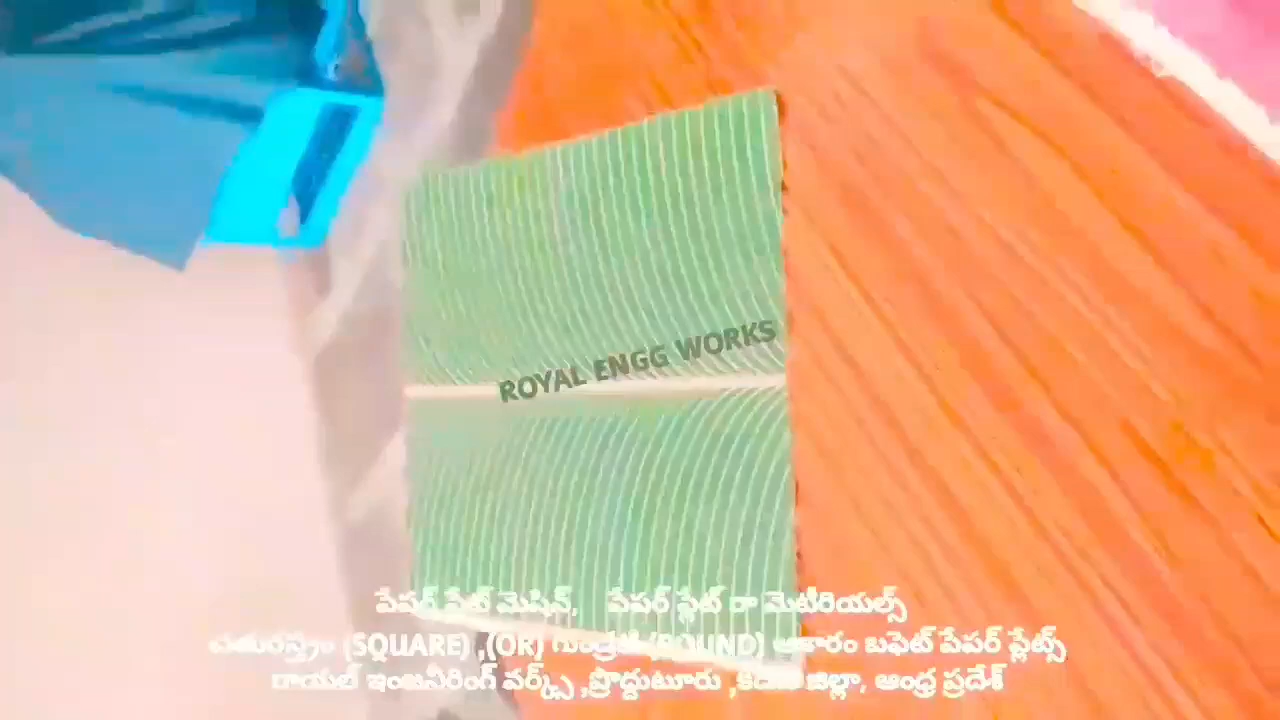 ROYAL ENGG WORKS
పేపర్ ప్లేట్ మెషిన్, పేపర్ ప్లేట్ రా మెటీరియల్స్
చతురస్రం (SQUARE) ,(OR) గుండ్రటి (ROUND) ఆకారం బఫెట్ పేపర్ ప్లేట్స్
రాయల్ ఇంజనీరింగ్ వర్క్స్ ,ప్రొద్దుటూరు ,కడప జిల్లా, ఆంధ్ర ప్రదేశ్